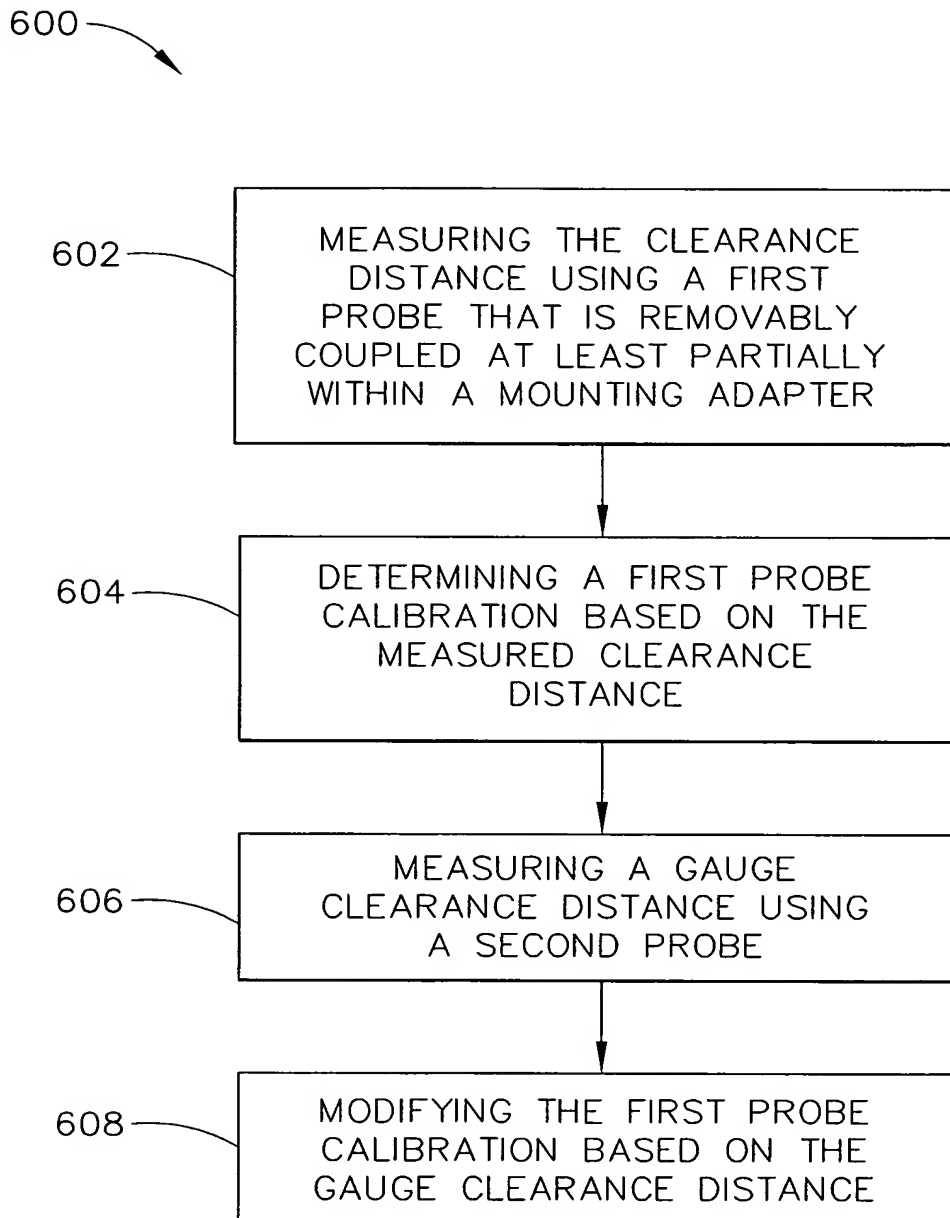 600
602
MEASURING THE CLEARANCE
DISTANCE USING A FIRST
PROBE THAT IS REMOVABLY
COUPLED AT LEAST PARTIALLY
WITHIN A MOUNTING ADAPTER
604
DETERMINING A FIRST PROBE
CALIBRATION BASED ON THE
MEASURED CLEARANCE
DISTANCE
606
MEASURING A GAUGE
CLEARANCE DISTANCE USING
A SECOND PROBE
608
MODIFYING THE FIRST PROBE
CALIBRATION BASED ON THE
GAUGE CLEARANCE DISTANCE